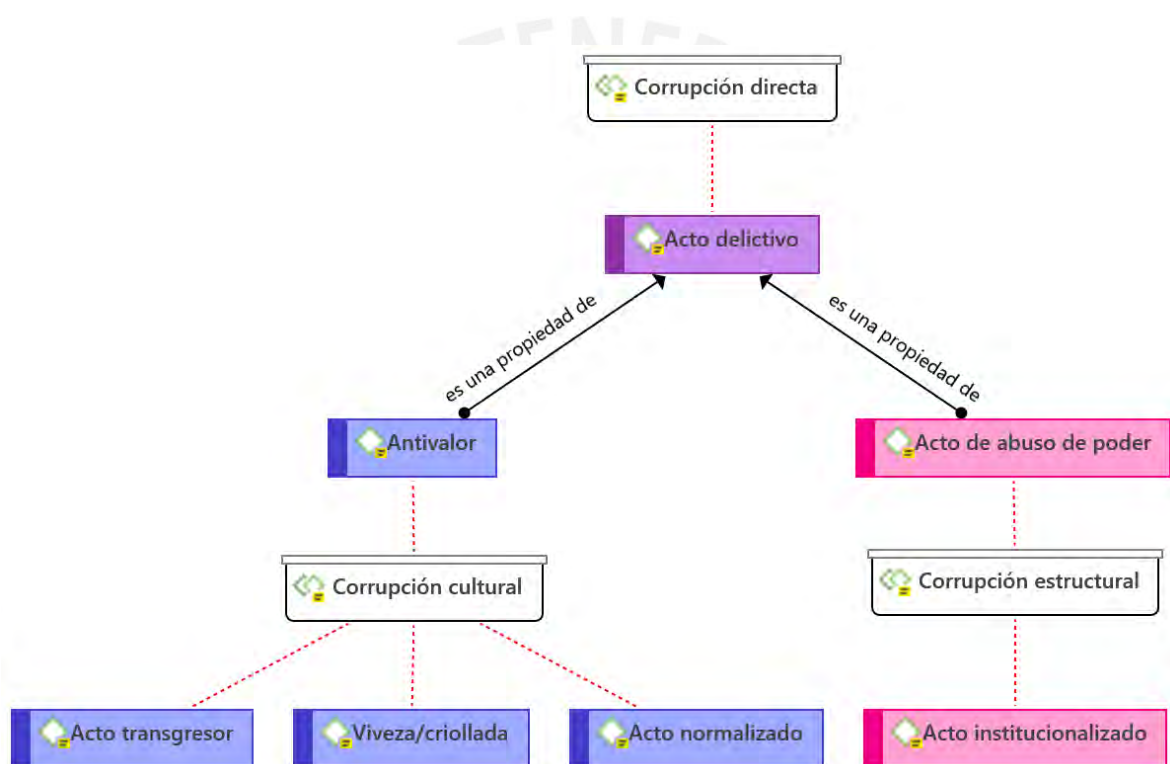 Corrupción directa
Acto delictivo
es una propiedad de
es una propiedad de
Antivalor
Acto de abuso de poder
Corrupción cultural
Corrupción estructural
Acto transgresor
Viveza/criollada
Acto normalizado
Acto institucionalizado